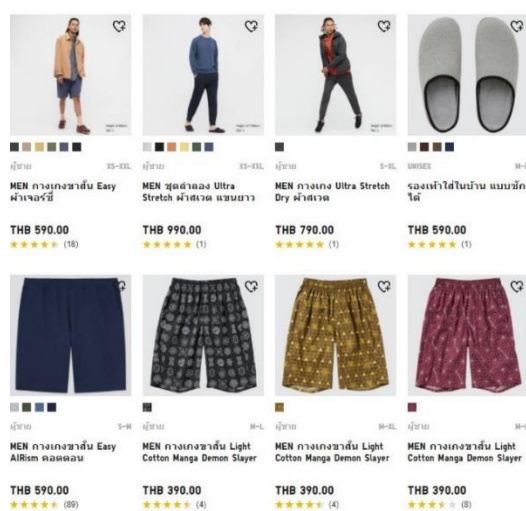 ผู้ชาย XS-XXL
MEN กางเกงขาสั้น Easy
ผ้าเจอร์ซี่
THB 590.00
(18)
ผู้ชาย XS-XXL
MEN ชุดลำลอง Ultra
Stretch ผ้าสเวต แขนยาว
THB 990.00
(1)
ผู้ชาย S-XL
MEN กางเกง Ultra Stretch
Dry ผ้าสเวต
THB 790.00
(1)
UNISEX
รองเท้าใส่ในบ้าน แบบซัก
ได้
THB 590.00
(1)
ผู้ชาย S-M
MEN กางเกงขาสั้น Easy
AIRism คอตตอน
THB 590.00
(89)
ผู้ชาย M-L
MEN กางเกงขาสั้น Light
Cotton Manga Demon Slayer
THB 390.00
(4)
ผู้ชาย M-XL
MEN กางเกงขาสั้น Light
Cotton Manga Demon Slayer
THB 390.00
(4)
ผู้ชาย
MEN กางเกงขาสั้น Light
Cotton Manga Demon Slayer
THB 390.00
(8)